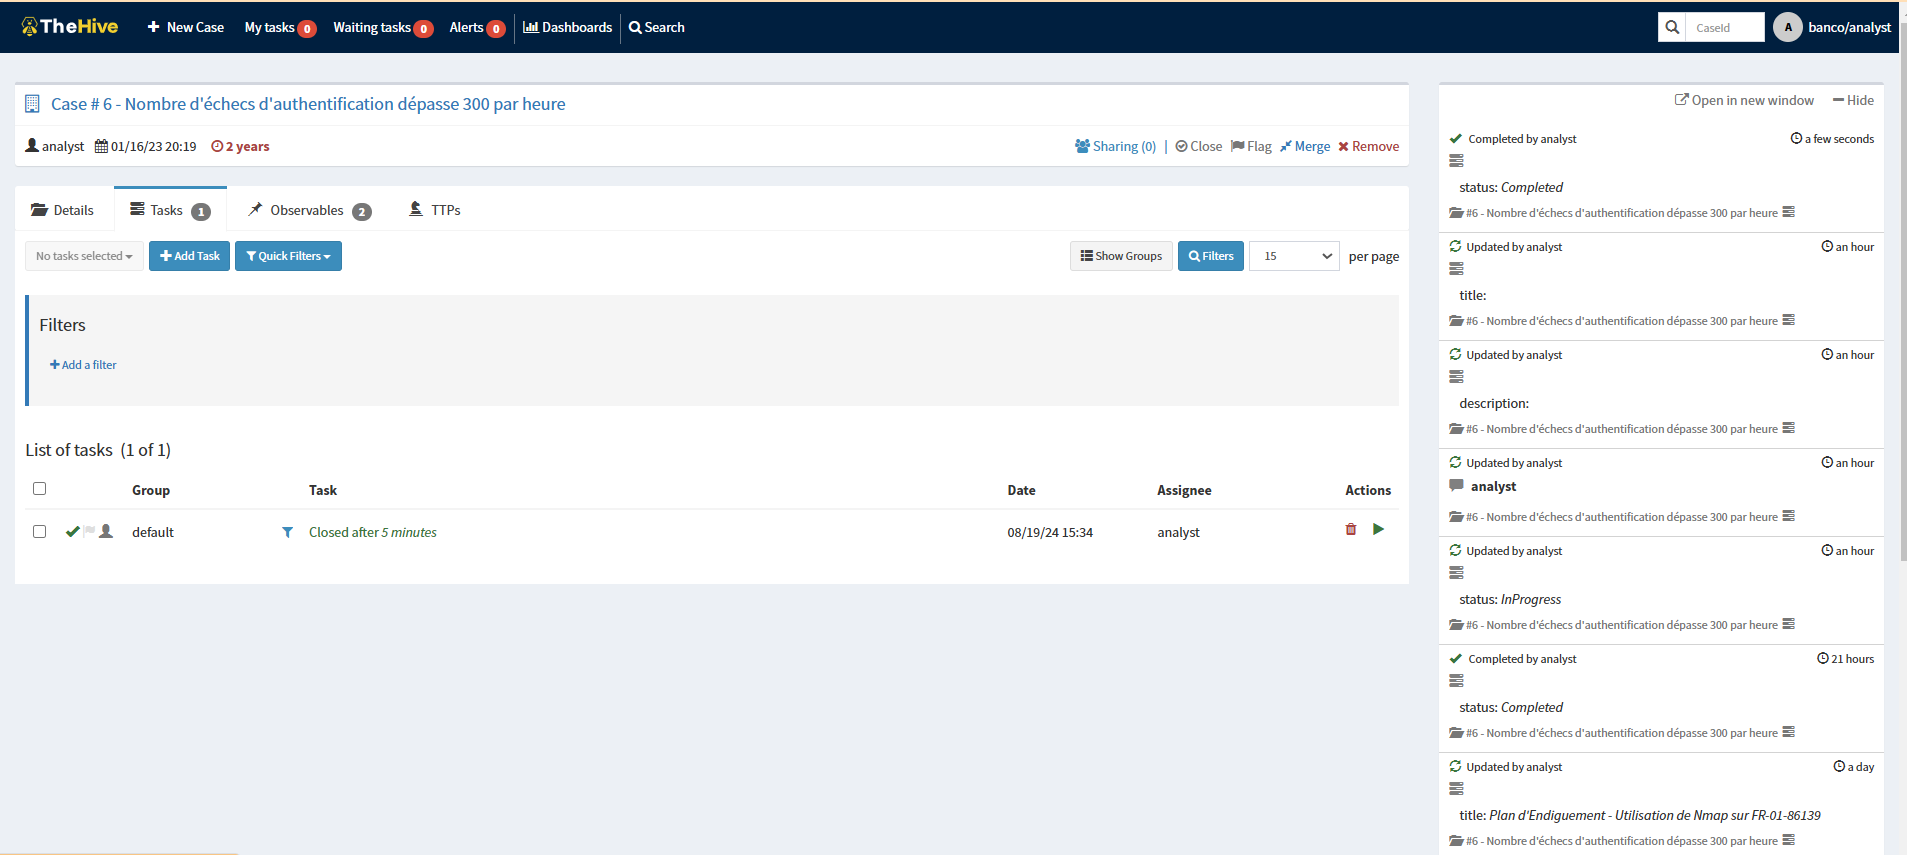 TheHive New Case My tasks 0 Waiting tasks 0 Alerts 0 Dashboards Search CaseId A banco/analyst
Case # 6 - Nombre d'échecs d'authentification dépasse 300 par heure
analyst 01/16/23 20:19 2 years Sharing (0) | Close Flag Merge Remove
Details Tasks 1 Observables 2 TTPs
No tasks selected Add Task Quick Filters Show Groups Filters 15 per page
Filters
Add a filter
List of tasks (1 of 1)
Group Task Date Assignee Actions
default Closed after 5 minutes 08/19/24 15:34 analyst
Open in new window Hide
Completed by analyst a few seconds
status: Completed
#6 - Nombre d'échecs d'authentification dépasse 300 par heure
Updated by analyst an hour
title:
#6 - Nombre d'échecs d'authentification dépasse 300 par heure
Updated by analyst an hour
description:
#6 - Nombre d'échecs d'authentification dépasse 300 par heure
Updated by analyst an hour
analyst
#6 - Nombre d'échecs d'authentification dépasse 300 par heure
Updated by analyst an hour
status: InProgress
#6 - Nombre d'échecs d'authentification dépasse 300 par heure
Completed by analyst 21 hours
status: Completed
#6 - Nombre d'échecs d'authentification dépasse 300 par heure
Updated by analyst a day
title: Plan d'Endiguement - Utilisation de Nmap sur FR-01-86139
#6 - Nombre d'échecs d'authentification dépasse 300 par heure